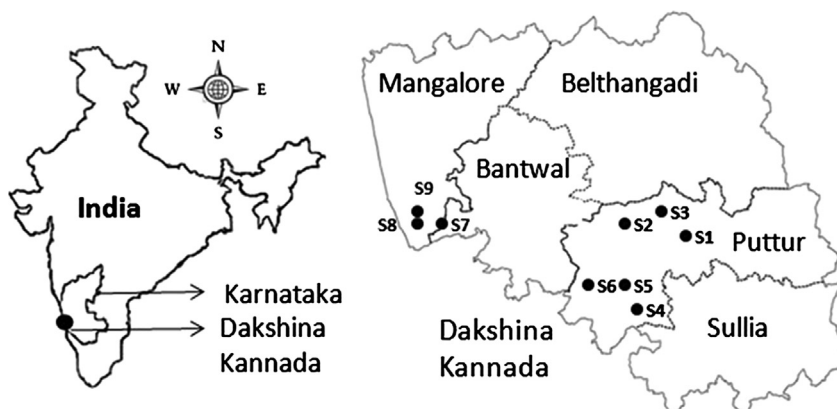 N
W E
S
India
Karnataka
Dakshina
Kannada
Mangalore
Belthangadi
Bantwal
S9
S8
S7
S3
S2
S1
Puttur
S6
S5
S4
Dakshina
Kannada
Sullia